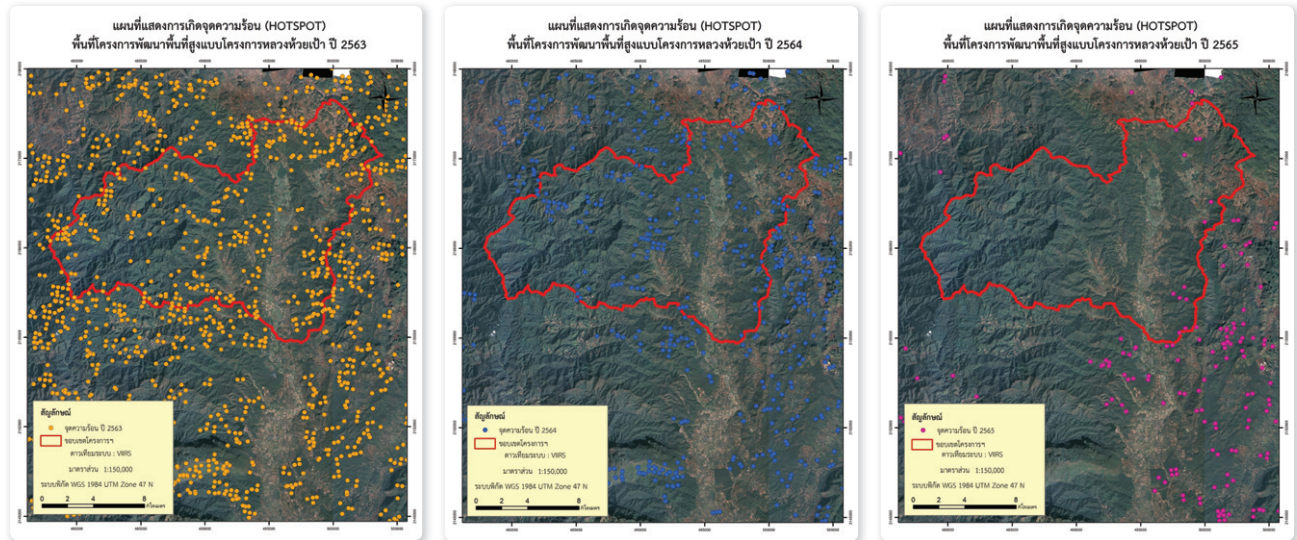 แผนที่แสดงการเกิดจุดความร้อน (HOTSPOT)
พื้นที่โครงการพัฒนาพื้นที่สูงแบบโครงการหลวงห้วยเป้า ปี 2563
สัญลักษณ์
จุดความร้อน ปี 2563
ขอบเขตโครงการฯ
ดาวเทียมระบบ : VIIRS
มาตราส่วน 1:150,000
ระบบพิกัด WGS 1984 UTM Zone 47 N
0 2 4 8
กิโลเมตร
แผนที่แสดงการเกิดจุดความร้อน (HOTSPOT)
พื้นที่โครงการพัฒนาพื้นที่สูงแบบโครงการหลวงห้วยเป้า ปี 2564
สัญลักษณ์
จุดความร้อน ปี 2564
ขอบเขตโครงการฯ
ดาวเทียมระบบ : VIIRS
มาตราส่วน 1:150,000
ระบบพิกัด WGS 1984 UTM Zone 47 N
0 2 4 8
กิโลเมตร
แผนที่แสดงการเกิดจุดความร้อน (HOTSPOT)
พื้นที่โครงการพัฒนาพื้นที่สูงแบบโครงการหลวงห้วยเป้า ปี 2565
สัญลักษณ์
จุดความร้อน ปี 2565
ขอบเขตโครงการฯ
ดาวเทียมระบบ : VIIRS
มาตราส่วน 1:150,000
ระบบพิกัด WGS 1984 UTM Zone 47 N
0 2 4 8
กิโลเมตร